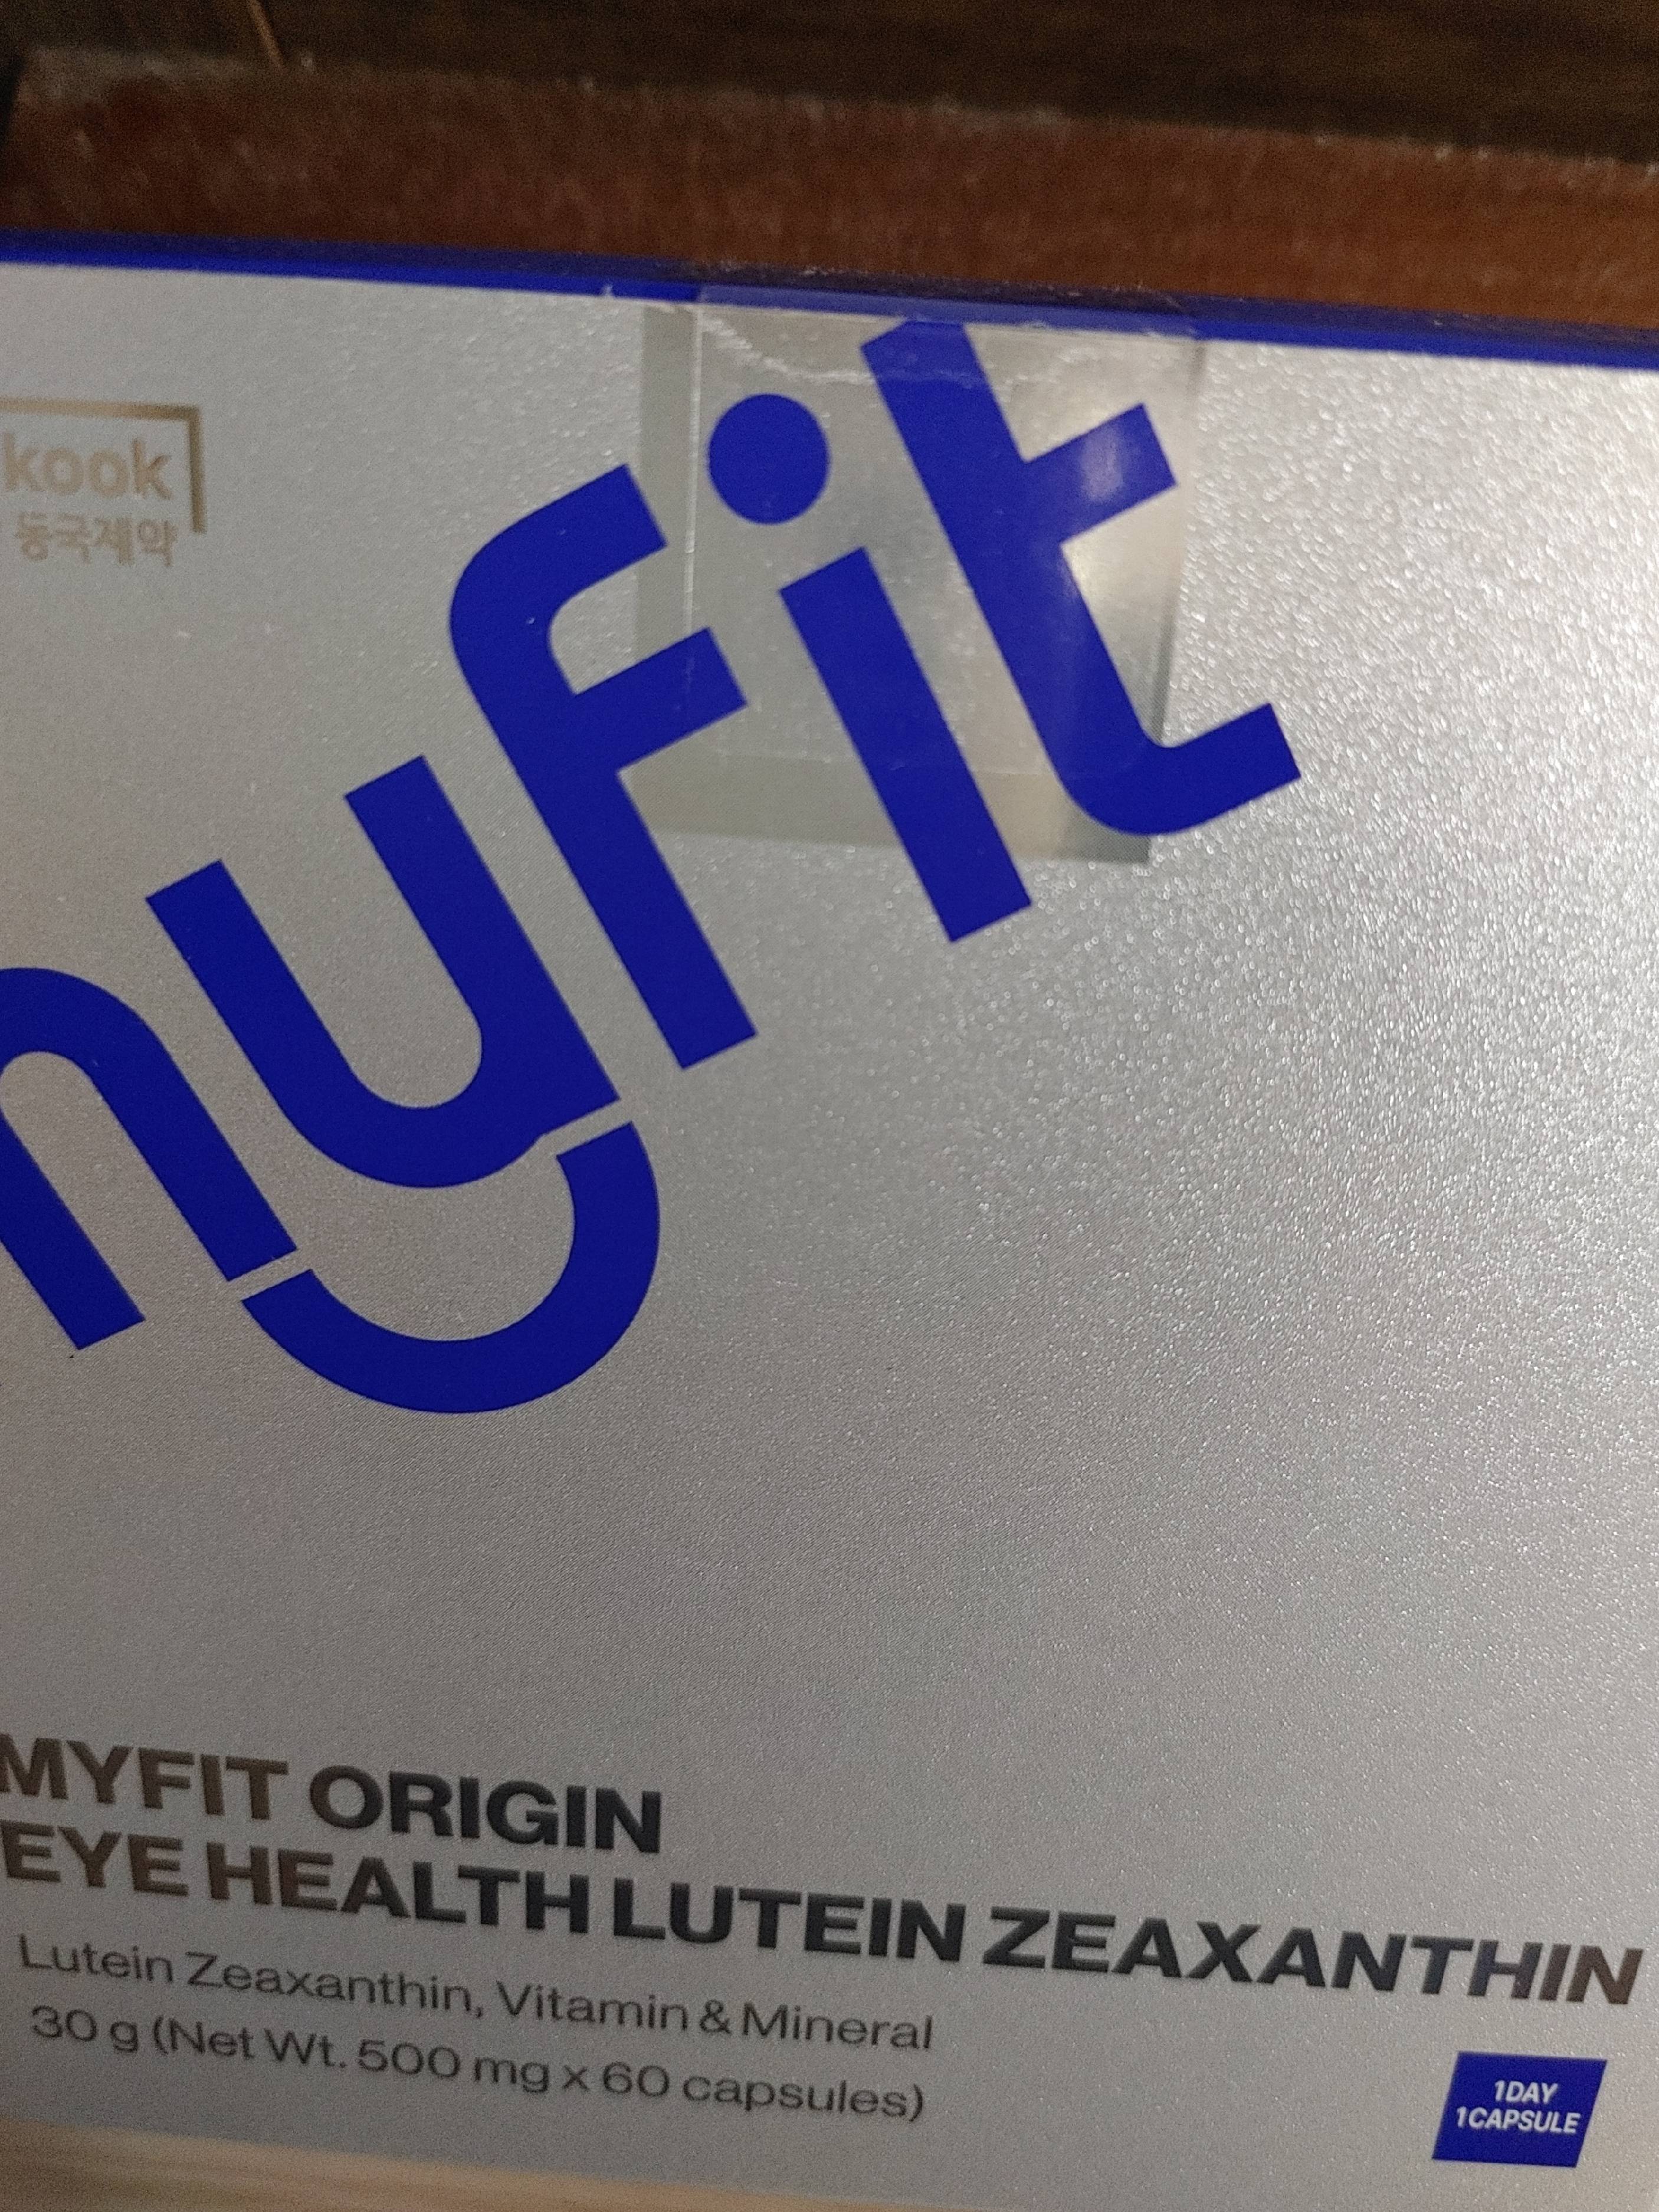 kook
동국제약
myfit
MYFIT ORIGIN
EYE HEALTH LUTEIN ZEAXANTHIN
Lutein Zeaxanthin, Vitamin & Mineral
30 g (Net Wt. 500 mg x 60 capsules)
1DAY
1CAPSULE